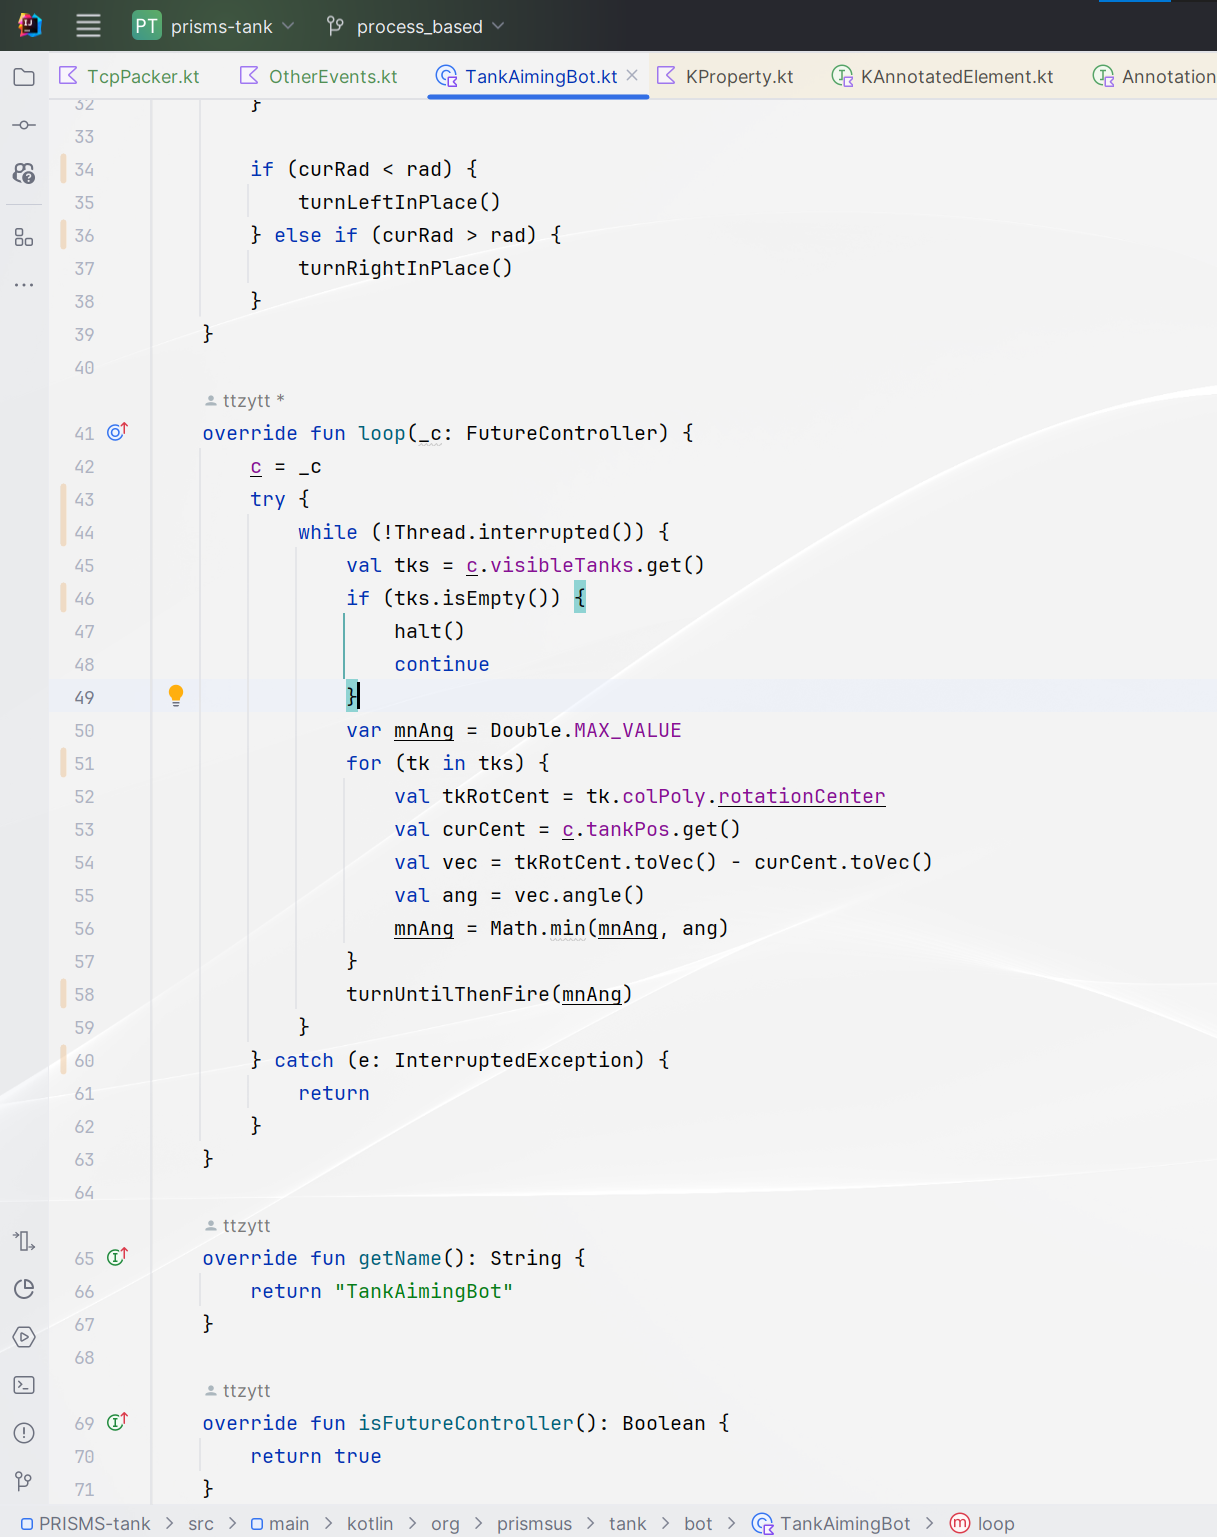 PT prisms-tank process_based
TcpPacker.kt OtherEvents.kt TankAimingBot.kt KProperty.kt KAnnotatedElement.kt Annotation
32 }
33
34 if (curRad < rad) {
35 turnLeftInPlace()
36 } else if (curRad > rad) {
37 turnRightInPlace()
38 }
39 }
40
ttzytt *
41 override fun loop(_c: FutureController) {
42 c = _c
43 try {
44 while (!Thread.interrupted()) {
45 val tks = c.visibleTanks.get()
46 if (tks.isEmpty()) {
47 halt()
48 continue
49 }
50 var mnAng = Double.MAX_VALUE
51 for (tk in tks) {
52 val tkRotCent = tk.colPoly.rotationCenter
53 val curCent = c.tankPos.get()
54 val vec = tkRotCent.toVec() - curCent.toVec()
55 val ang = vec.angle()
56 mnAng = Math.min(mnAng, ang)
57 }
58 turnUntilThenFire(mnAng)
59 }
60 } catch (e: InterruptedException) {
61 return
62 }
63 }
64
ttzytt
65 override fun getName(): String {
66 return "TankAimingBot"
67 }
68
ttzytt
69 override fun isFutureController(): Boolean {
70 return true
71 }
PRISMS-tank > src > main > kotlin > org > prismsus > tank > bot > TankAimingBot > loop